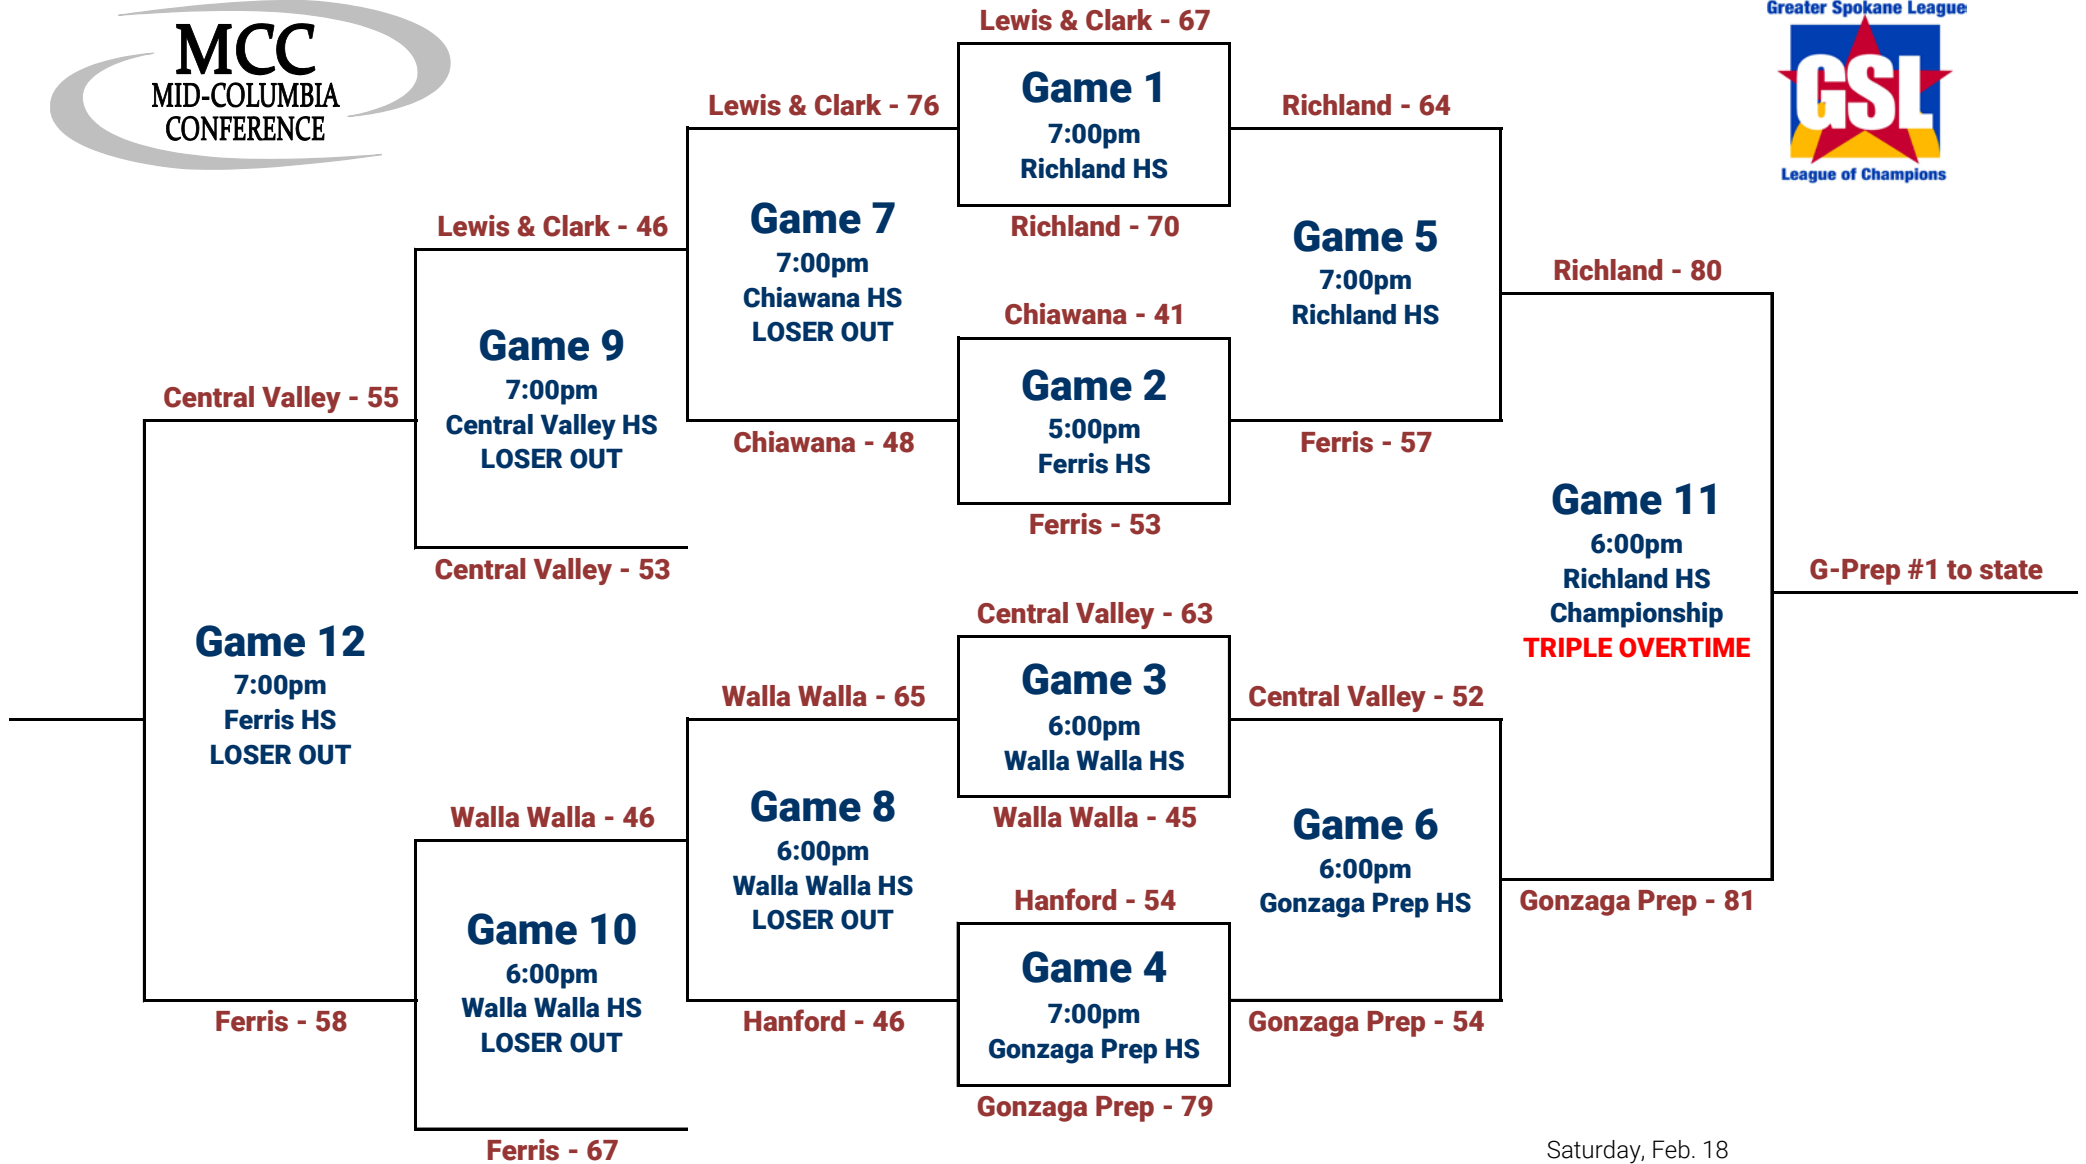 MCC
MID-COLUMBIA
CONFERENCE
Greater Spokane League
GSL
League of Champions
Lewis & Clark - 67
Game 1
7:00pm
Richland HS
Richland - 70
Lewis & Clark - 76
Game 7
7:00pm
Chiawana HS
LOSER OUT
Chiawana - 48
Richland - 64
Game 5
7:00pm
Richland HS
Ferris - 57
Lewis & Clark - 46
Game 9
7:00pm
Central Valley HS
LOSER OUT
Central Valley - 53
Chiawana - 41
Game 2
5:00pm
Ferris HS
Ferris - 53
Richland - 80
Game 11
6:00pm
Richland HS
Championship
TRIPLE OVERTIME
Gonzaga Prep - 81
G-Prep #1 to state
Central Valley - 55
Game 12
7:00pm
Ferris HS
LOSER OUT
Ferris - 58
Central Valley - 63
Game 3
6:00pm
Walla Walla HS
Walla Walla - 45
Walla Walla - 65
Game 8
6:00pm
Walla Walla HS
LOSER OUT
Hanford - 46
Central Valley - 52
Game 6
6:00pm
Gonzaga Prep HS
Gonzaga Prep - 54
Walla Walla - 46
Game 10
6:00pm
Walla Walla HS
LOSER OUT
Ferris - 67
Hanford - 54
Game 4
7:00pm
Gonzaga Prep HS
Gonzaga Prep - 79
Saturday, Feb. 18